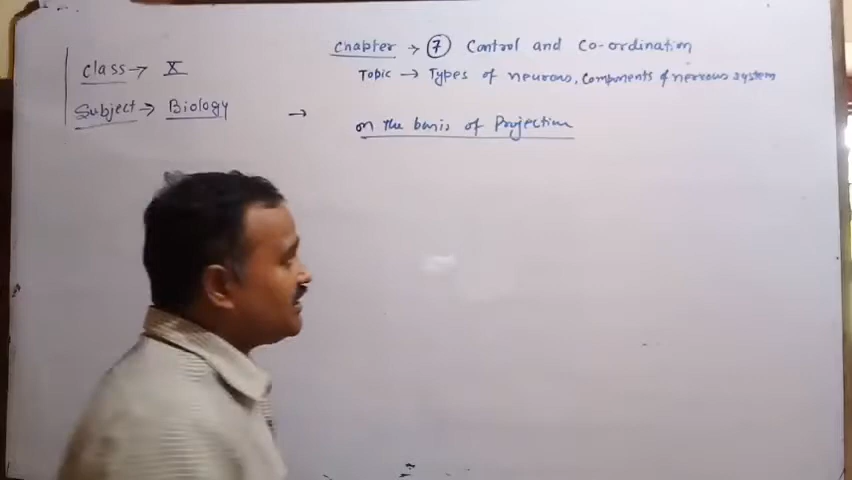 Chapter → 7 Control and Co-ordination
Class → X
Topic → Types of neurons, Components of nervous system
Subject → Biology
→ on the basis of Projection